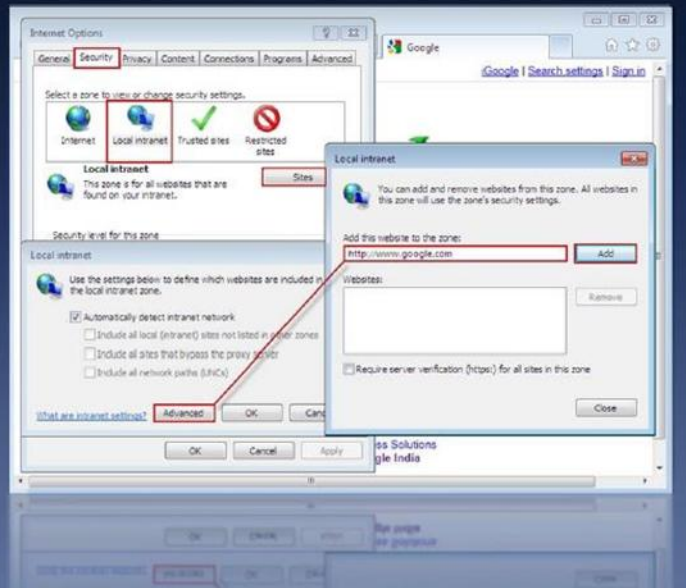 Internet Options
General Security Privacy Content Connections Programs Advanced
Select a zone to view or change security settings.
Internet Local intranet Trusted sites Restricted sites
Local intranet
This zone is for all websites that are
found on your intranet.
Sites
Security level for this zone
Google
iGoogle | Search settings | Sign in
Local intranet
Use the settings below to define which websites are included in
the local intranet zone.
Automatically detect intranet network
Include all local (intranet) sites not listed in other zones
Include all sites that bypass the proxy server
Include all network paths (UNCs)
What are intranet settings? Advanced OK
OK Cancel Apply
Local intranet
You can add and remove websites from this zone. All websites in
this zone will use the zone's security settings.
Add this website to the zone:
http://www.google.com Add
Websites:
Remove
Require server verification (https:) for all sites in this zone
Close
Solutions
India